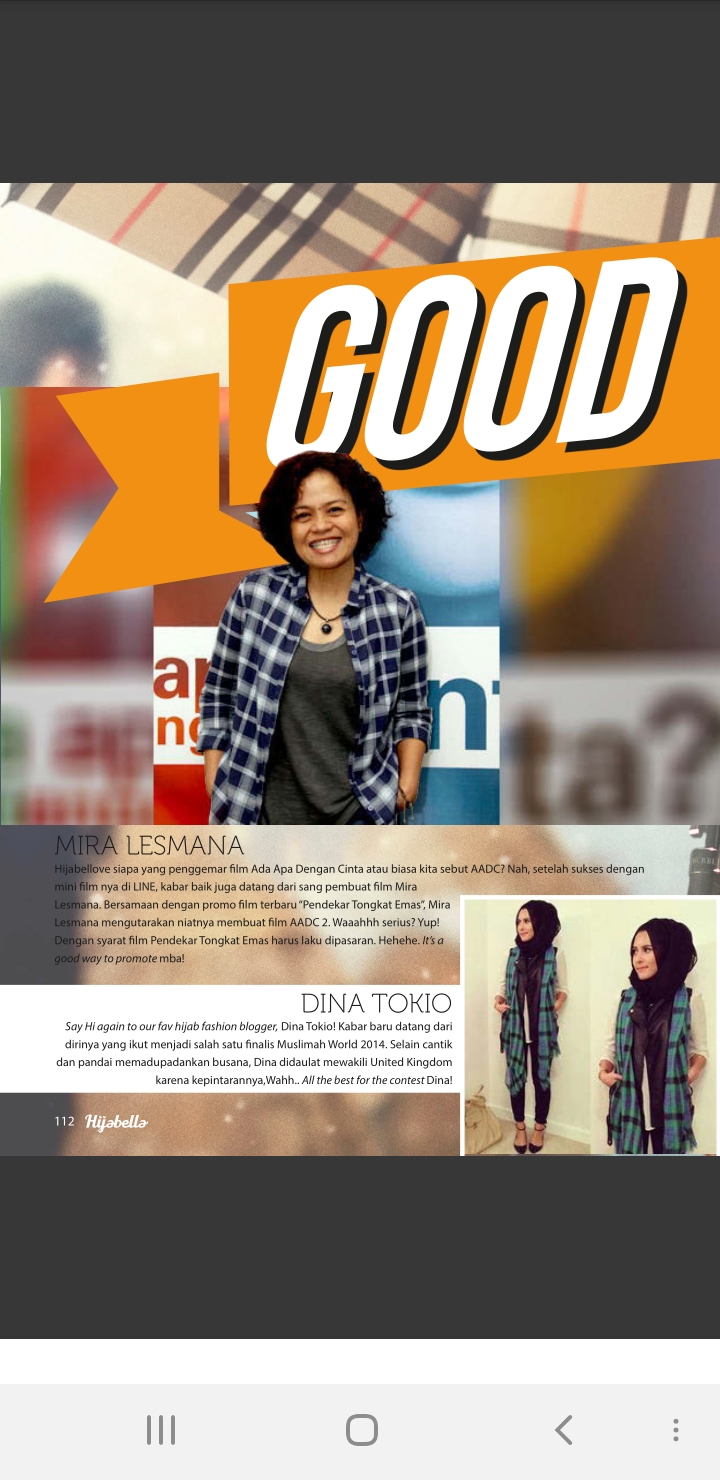 GOOD
ap
ng
nt
ta?
MIRA LESMANA
Hijabellove siapa yang penggemar film Ada Apa Dengan Cinta atau biasa kita sebut AADC? Nah, setelah sukses dengan
mini film nya di LINE, kabar baik juga datang dari sang pembuat film Mira
Lesmana. Bersamaan dengan promo film terbaru “Pendekar Tongkat Emas”, Mira
Lesmana mengutarakan niatnya membuat film AADC 2. Waaahhh serius? Yup!
Dengan syarat film Pendekar Tongkat Emas harus laku dipasaran. Hehehe. It’s a
good way to promote mba!
DINA TOKIO
Say Hi again to our fav hijab fashion blogger, Dina Tokio! Kabar baru datang dari
dirinya yang ikut menjadi salah satu finalis Muslimah World 2014. Selain cantik
dan pandai memadupadankan busana, Dina didaulat mewakili United Kingdom
karena kepintarannya,Wahh.. All the best for the contest Dina!
112 Hijabella